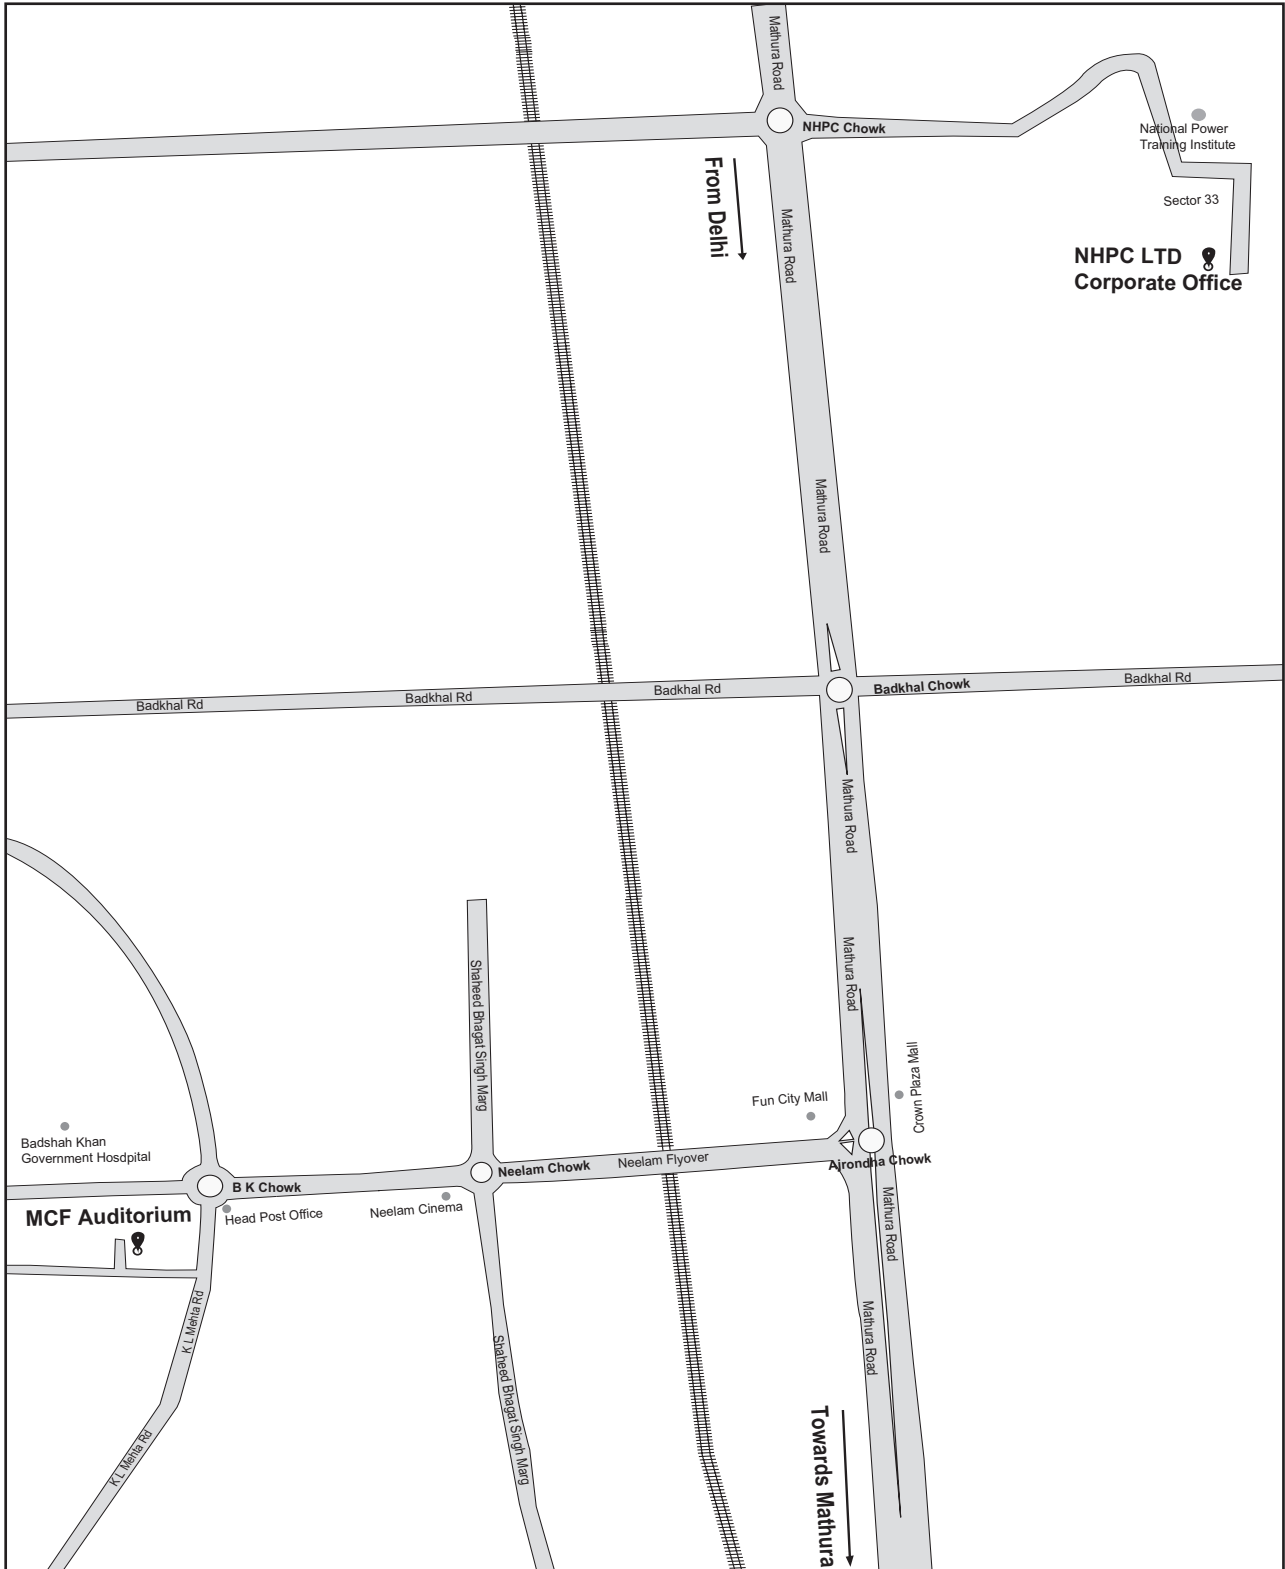 Mathura Road
NHPC Chowk
National Power
Training Institute
From Delhi
Mathura Road
Sector 33
NHPC LTD
Corporate Office
Mathura Road
Badkhal Rd
Badkhal Rd
Badkhal Rd
Badkhal Chowk
Badkhal Rd
Mathura Road
Mathura Road
Shaheed Bhagat Singh Marg
Crown Plaza Mall
Fun City Mall
Badshah Khan
Government Hosdpital
Neelam Chowk
Neelam Flyover
Ajrondha Chowk
B K Chowk
MCF Auditorium
Head Post Office
Neelam Cinema
Mathura Road
K L Mehta Rd
Mathura Road
Shaheed Bhagat Singh Marg
K L Mehta Rd
Towards Mathura